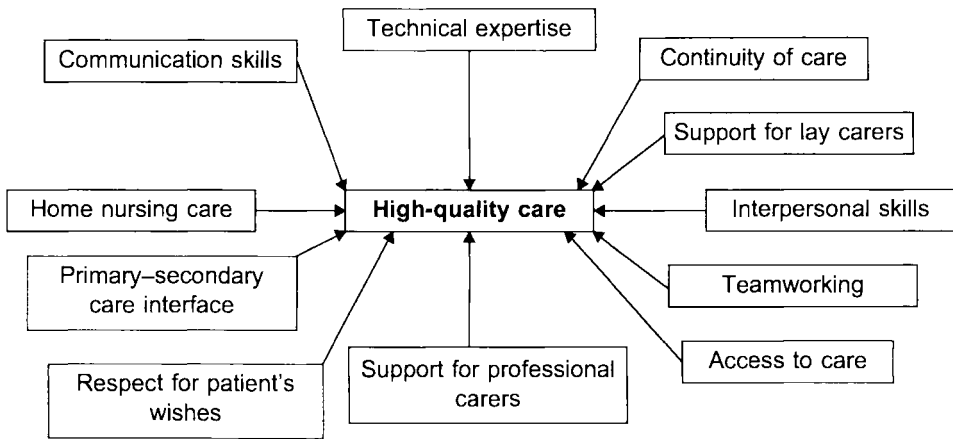 Technical expertise
Communication skills
Continuity of care
Support for lay carers
Home nursing care
High-quality care
Interpersonal skills
Primary–secondary
care interface
Teamworking
Respect for patient's
wishes
Support for professional
carers
Access to care